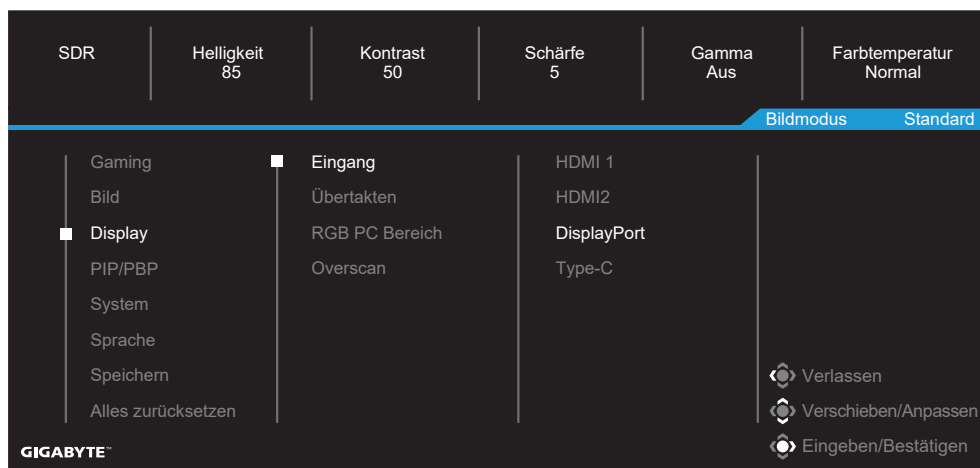 SDR
Helligkeit
85
Kontrast
50
Schärfe
5
Gamma
Aus
Farbtemperatur
Normal
Bildmodus Standard
Gaming
Bild
Display
PIP/PBP
System
Sprache
Speichern
Alles zurücksetzen
Eingang
Übertakten
RGB PC Bereich
Overscan
HDMI 1
HDMI2
DisplayPort
Type-C
Verlassen
Verschieben/Anpassen
Eingeben/Bestätigen
GIGABYTE™